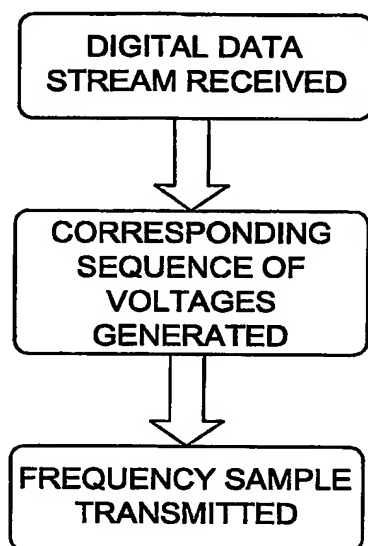 DIGITAL DATA
STREAM RECEIVED
CORRESPONDING
SEQUENCE OF
VOLTAGES
GENERATED
FREQUENCY SAMPLE
TRANSMITTED